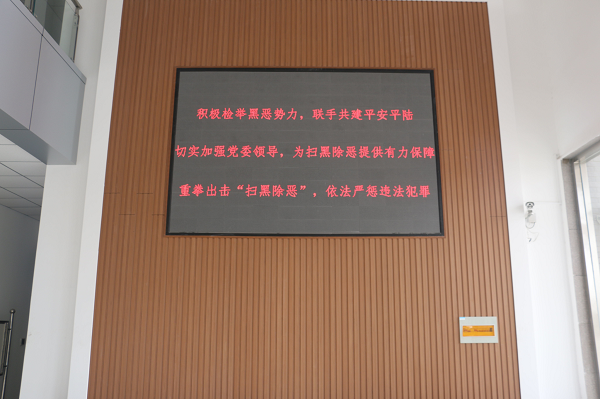 积极检举黑恶势力，联手共建平安平陆
切实加强党委领导，为扫黑除恶提供有力保障
重拳出击“扫黑除恶”，依法严惩违法犯罪